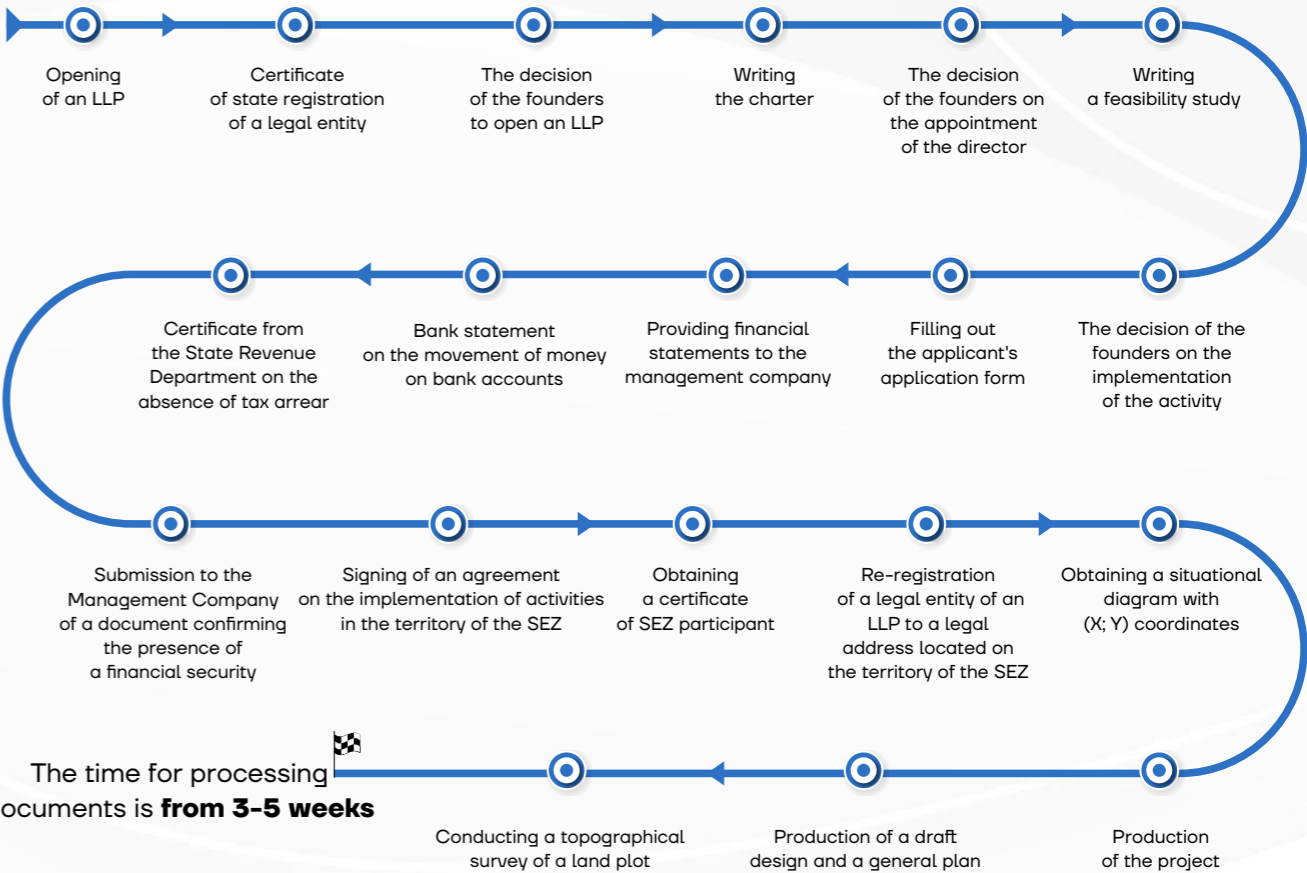 Opening
of an LLP
Certificate
of state registration
of a legal entity
The decision
of the founders
to open an LLP
Writing
the charter
The decision
of the founders on
the appointment
of the director
Writing
a feasibility study
The decision of the
founders on the
implementation
of the activity
Filling out
the applicant's
application form
Providing financial
statements to the
management company
Bank statement
on the movement of money
on bank accounts
Certificate from
the State Revenue
Department on the
absence of tax arrear
Submission to the
Management Company
of a document confirming
the presence of
a financial security
Signing of an agreement
on the implementation of activities
in the territory of the SEZ
Obtaining
a certificate
of SEZ participant
Re-registration
of a legal entity of an
LLP to a legal
address located on
the territory of the SEZ
Obtaining a situational
diagram with
(X; Y) coordinates
Production
of the project
Production of a draft
design and a general plan
Conducting a topographical
survey of a land plot
The time for processing
ocuments is from 3-5 weeks